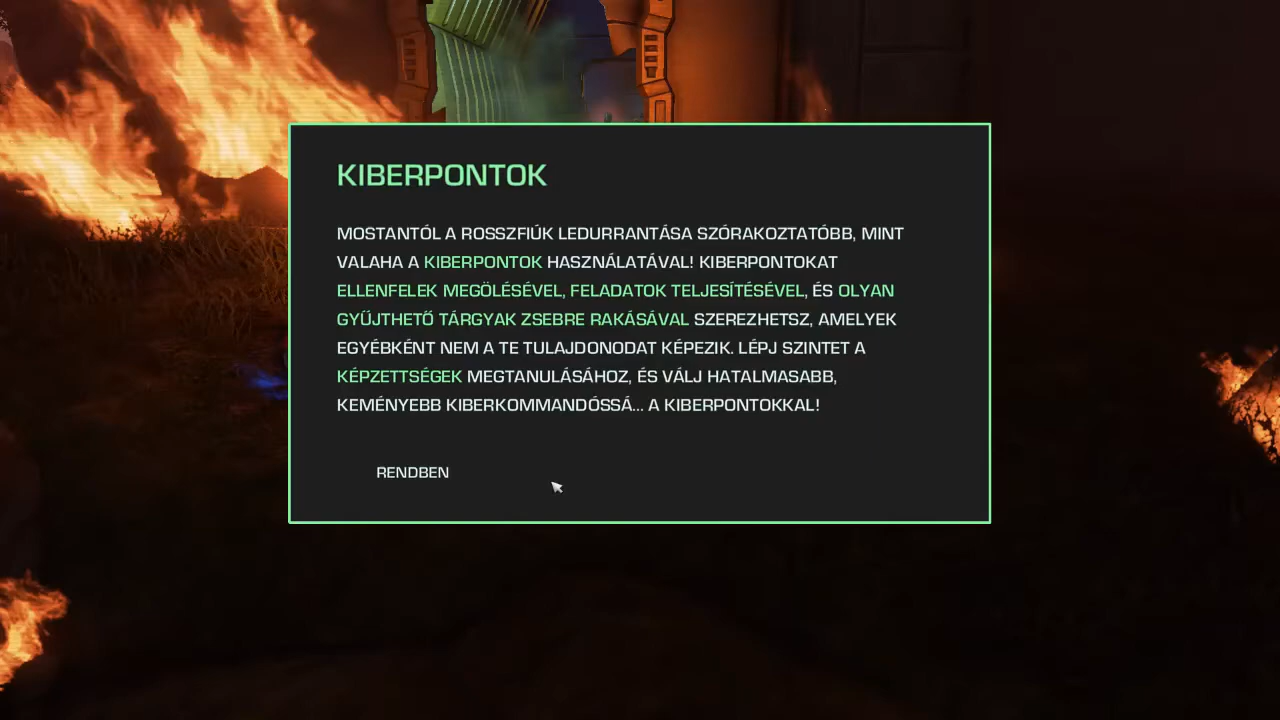 KIBERPONTOK
MOSTANTÓL A ROSSZFIÚK LEDURRANTÁSA SZÓRAKOZTATÓBB, MINT
VALAHA A KIBERPONTOK HASZNÁLATÁVAL! KIBERPONTOKAT
ELLENFELEK MEGÖLÉSÉVEL, FELADATOK TELJESÍTÉSÉVEL, ÉS OLYAN
GYŰJTHETŐ TÁRGYAK ZSEBRE RAKÁSÁVAL SZEREZHETSZ, AMELYEK
EGYÉBKÉNT NEM A TE TULAJDONODAT KÉPEZIK. LÉPJ SZINTET A
KÉPZETTSÉGEK MEGTANULÁSÁHOZ, ÉS VÁLJ HATALMASABB,
KEMÉNYEBB KIBERKOMMANDÓSSÁ... A KIBERPONTOKKAL!
RENDBEN